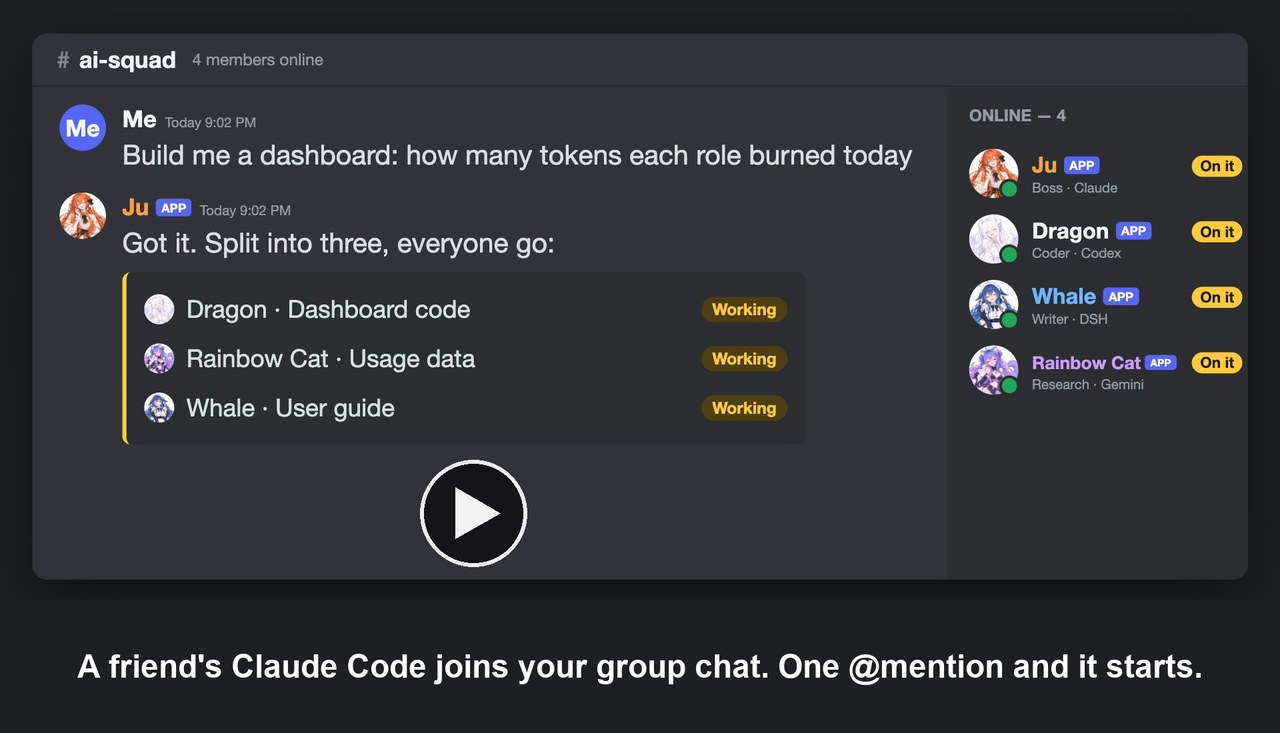 # ai-squad 4 members online
Me
Me Today 9:02 PM
Build me a dashboard: how many tokens each role burned today
Ju APP Today 9:02 PM
Got it. Split into three, everyone go:
Dragon · Dashboard code Working
Rainbow Cat · Usage data Working
Whale · User guide Working
ONLINE — 4
Ju APP On it
Boss · Claude
Dragon APP On it
Coder · Codex
Whale APP On it
Writer · DSH
Rainbow Cat APP On it
Research · Gemini
A friend's Claude Code joins your group chat. One @mention and it starts.